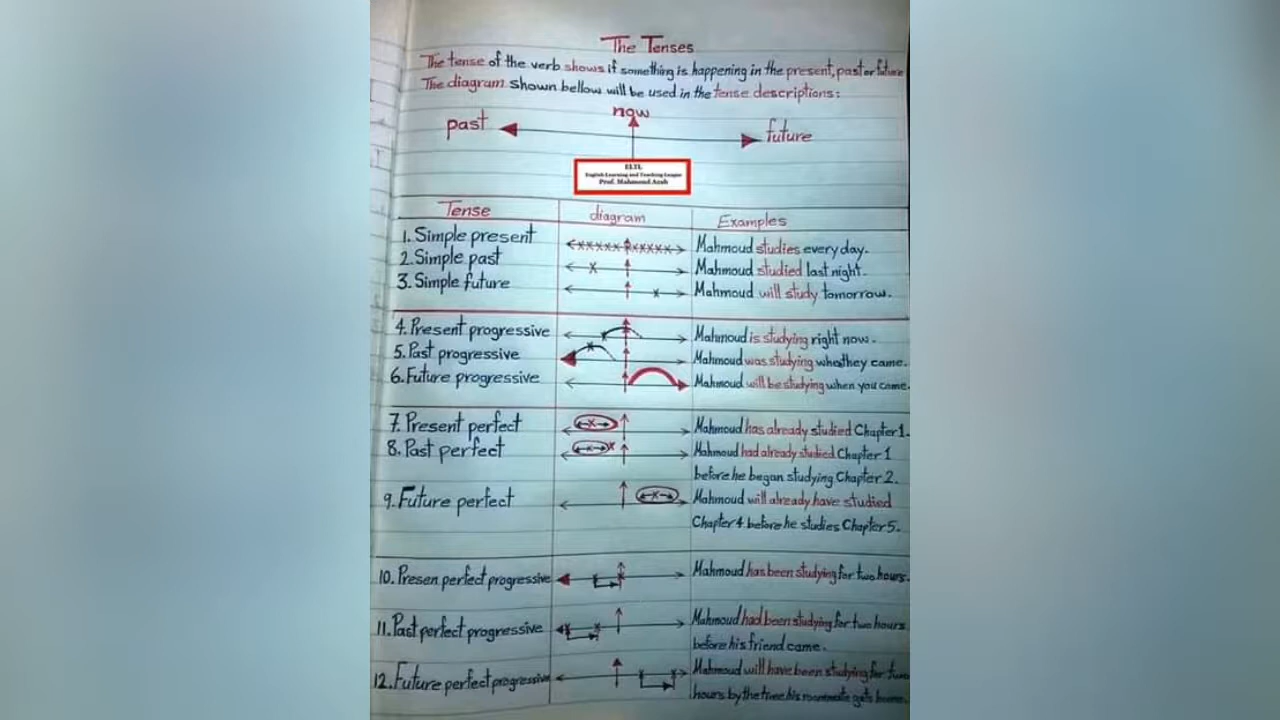 The Tenses
The tense of the verb shows if something is happening in the present, past or future
The diagram shown bellow will be used in the tense descriptions:
now
past future
ELTL
English Learning and Teaching League
Prof. Mahmoud Azab
Tense diagram Examples
1. Simple present Mahmoud studies every day.
2. Simple past Mahmoud studied last night.
3. Simple future Mahmoud will study tomorrow.
4. Present progressive Mahmoud is studying right now.
5. Past progressive Mahmoud was studying they came.
6. Future progressive Mahmoud will be studying when you came.
7. Present perfect Mahmoud has already studied Chapter 1.
8. Past perfect Mahmoud had already studied Chapter 1
before he began studying Chapter 2.
9. Future perfect Mahmoud will already have studied
Chapter 4 before he studies Chapter 5.
10. Presen perfect progressive Mahmoud has been studying for two hours.
11. Past perfect progressive Mahmoud had been studying for two hours
before his friend came.
12. Future perfect progressive Mahmoud will have been studying for two
hours by the time his roommate gets home.